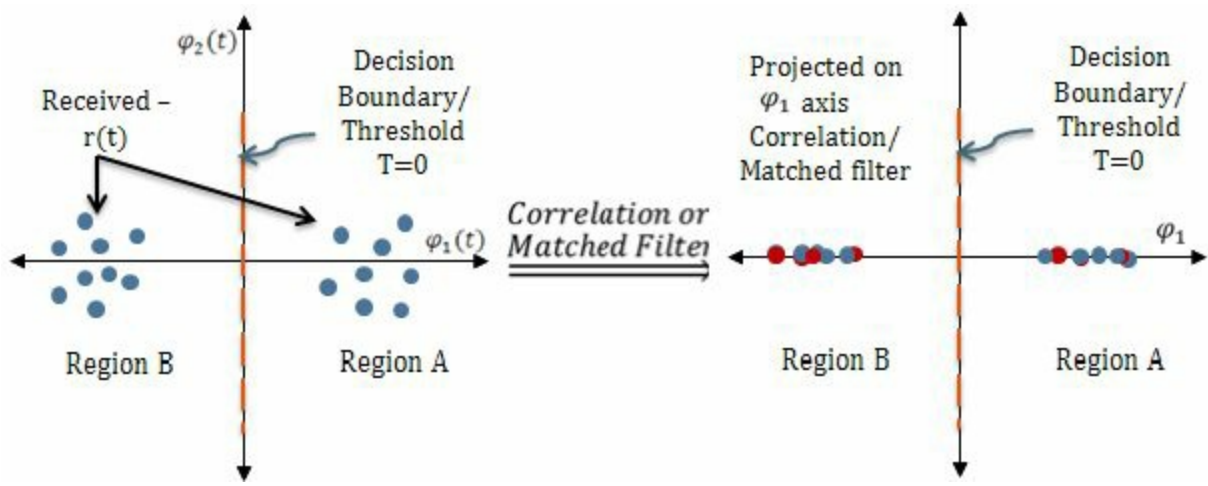 φ₂(t)
Decision
Boundary/
Threshold
T=0
Received –
r(t)
φ₁(t)
Region B
Region A
Correlation or
Matched Filter
Projected on
φ₁ axis
Correlation/
Matched filter
Decision
Boundary/
Threshold
T=0
φ₁
Region B
Region A